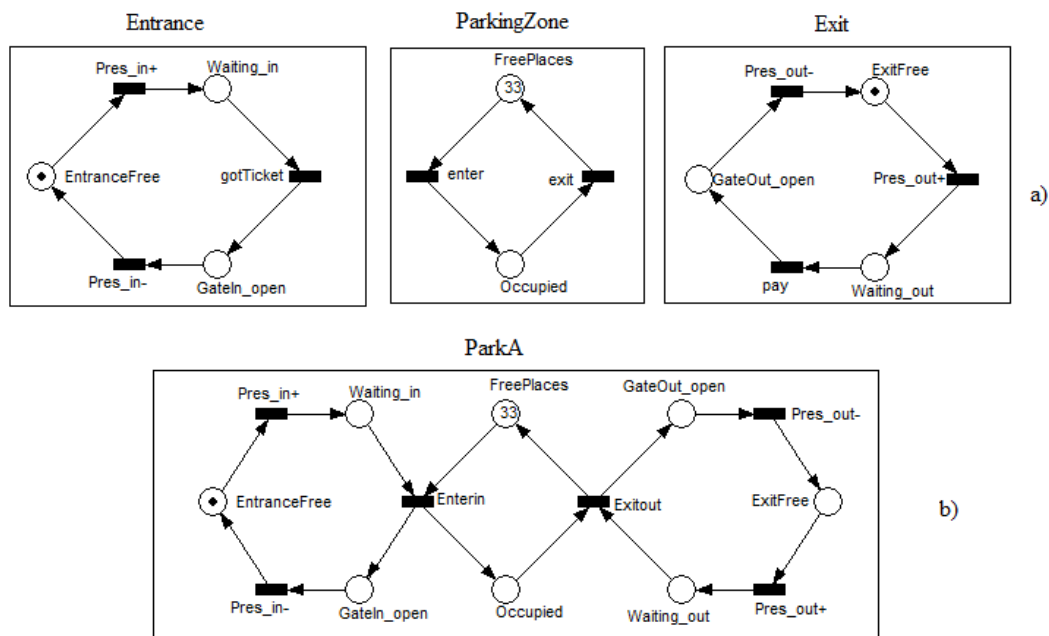 Entrance
ParkingZone
Exit
Pres_in+
Waiting_in
EntranceFree
gotTicket
Pres_in-
GateIn_open
FreePlaces
33
enter
exit
Occupied
Pres_out-
ExitFree
GateOut_open
Pres_out+
pay
Waiting_out
a)
ParkA
Pres_in+
Waiting_in
FreePlaces
33
GateOut_open
Pres_out-
EntranceFree
Enterin
Exitout
ExitFree
Pres_in-
GateIn_open
Occupied
Waiting_out
Pres_out+
b)